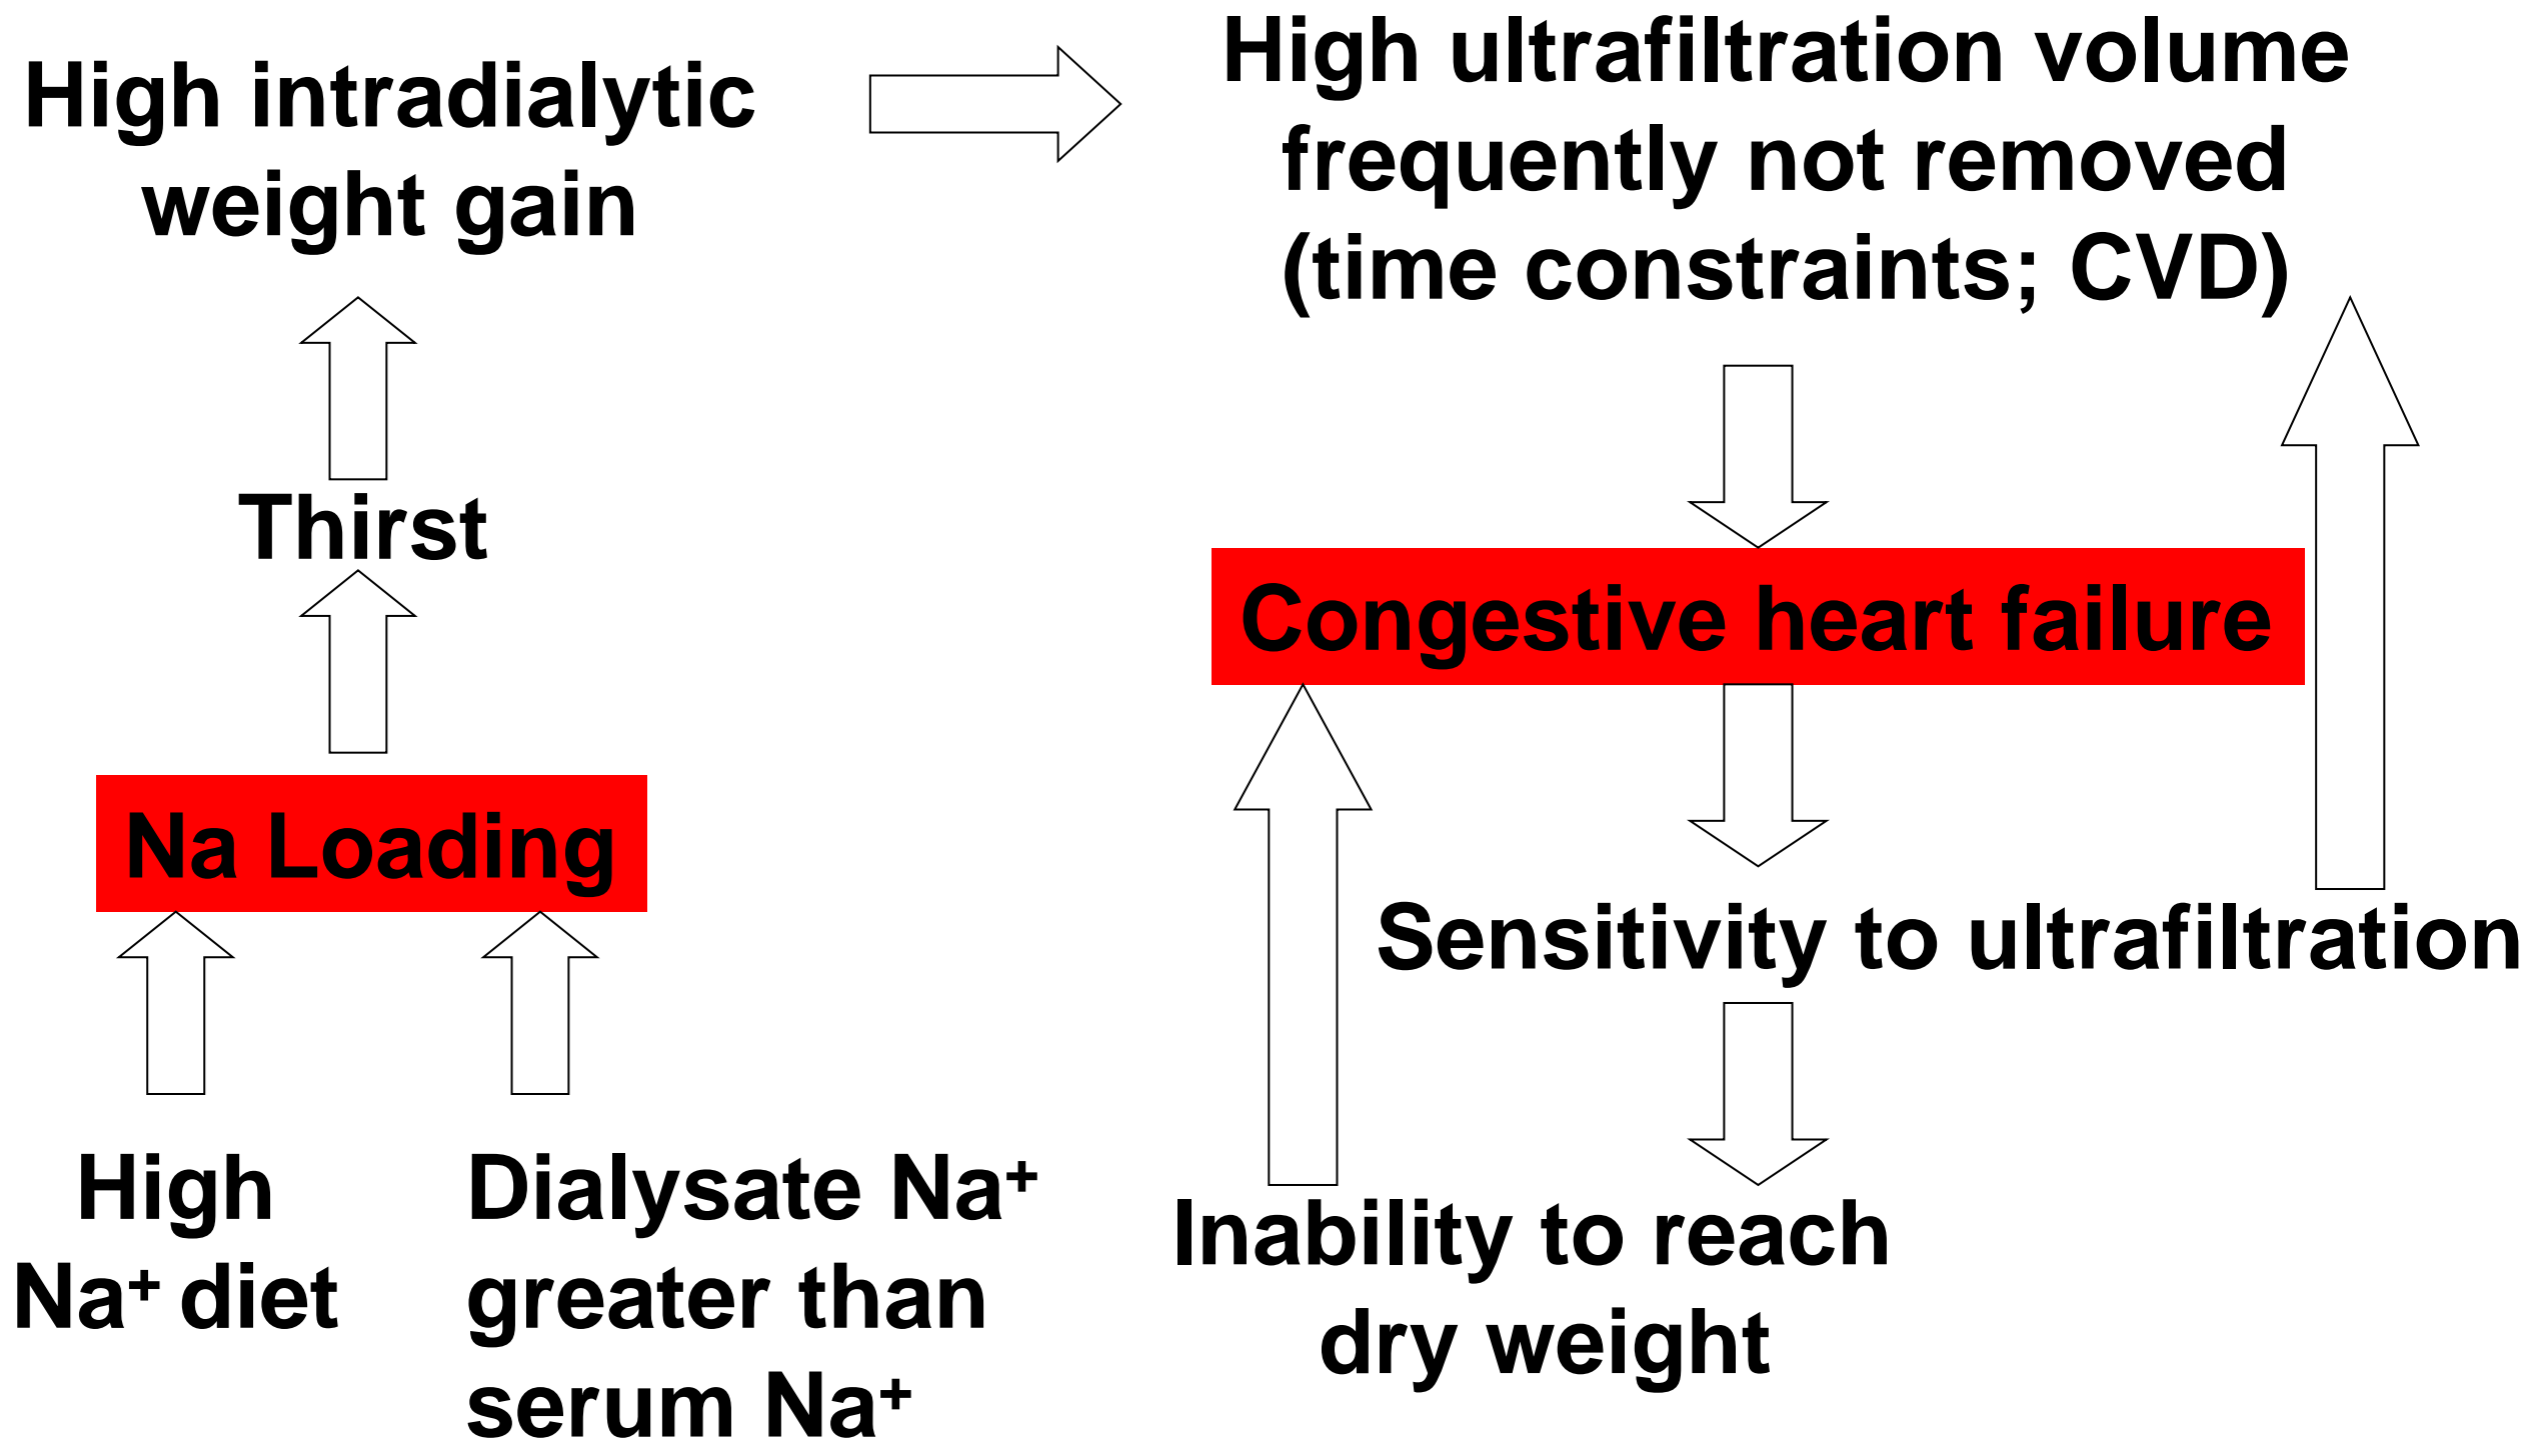 High intradialytic
weight gain
High ultrafiltration volume
frequently not removed
(time constraints; CVD)
Thirst
Congestive heart failure
Na Loading
Sensitivity to ultrafiltration
High
Na⁺ diet
Dialysate Na⁺
greater than
serum Na⁺
Inability to reach
dry weight